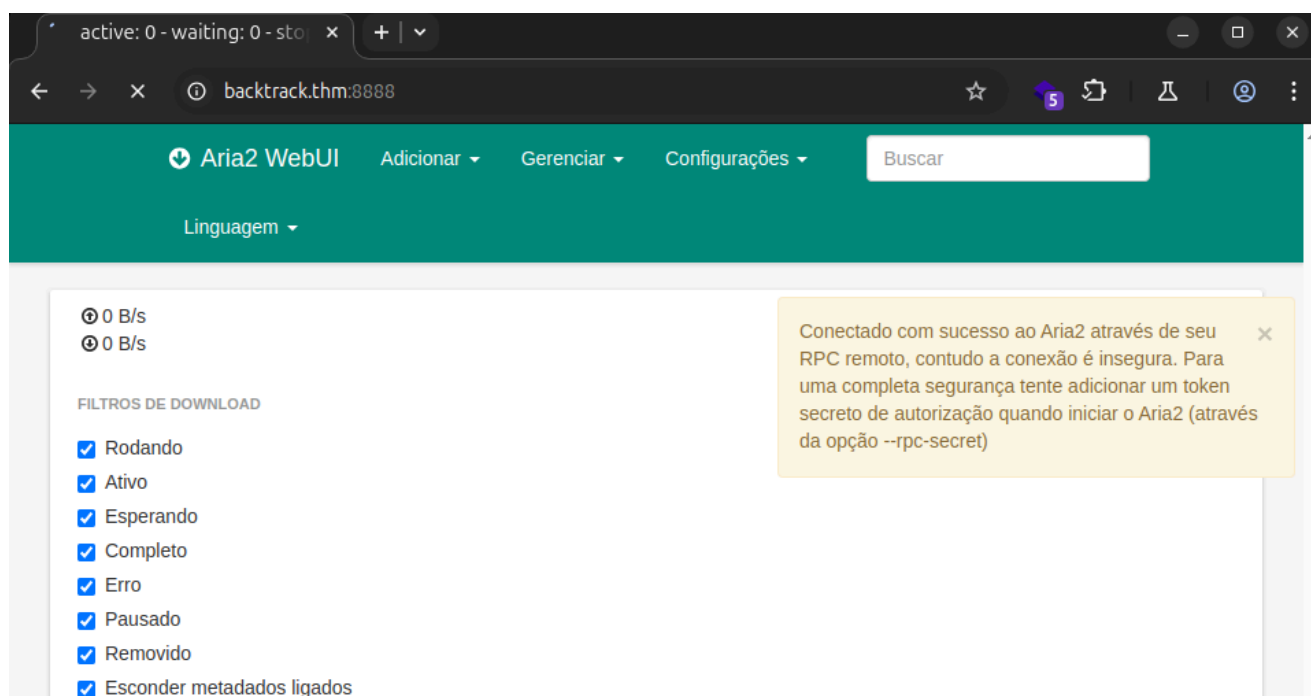 active: 0 - waiting: 0 - sto
backtrack.thm:8888
5
Aria2 WebUI Adicionar Gerenciar Configurações Buscar
Linguagem
0 B/s
0 B/s
Conectado com sucesso ao Aria2 através de seu
RPC remoto, contudo a conexão é insegura. Para
uma completa segurança tente adicionar um token
secreto de autorização quando iniciar o Aria2 (através
da opção --rpc-secret)
FILTROS DE DOWNLOAD
Rodando
Ativo
Esperando
Completo
Erro
Pausado
Removido
Esconder metadados ligados